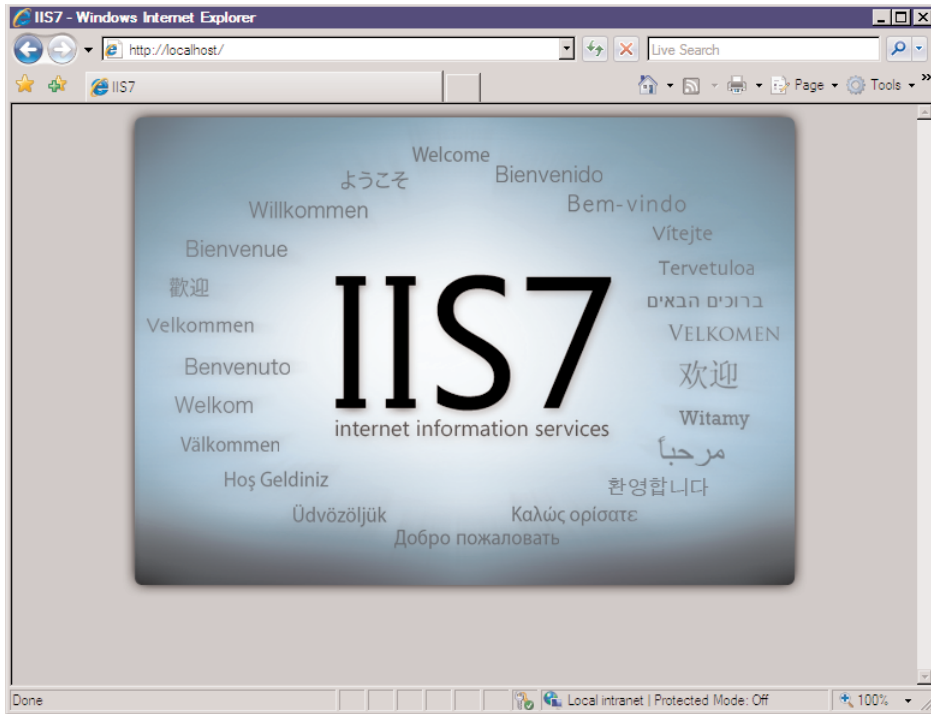 IIS7 - Windows Internet Explorer
http://localhost/
Live Search
IIS7
Page
Tools
Welcome
ようこそ
Bienvenido
Willkommen
Bem-vindo
Bienvenue
Vítejte
歡迎
Tervetuloa
ברוכים הבאים
Velkommen
VELKOMEN
Benvenuto
欢迎
Welkom
Witamy
Välkommen
مرحباً
Hoş Geldiniz
환영합니다
Üdvözöljük
Καλώς ορίσατε
Добро пожаловать
IIS7
internet information services
Done
Local intranet | Protected Mode: Off
100%